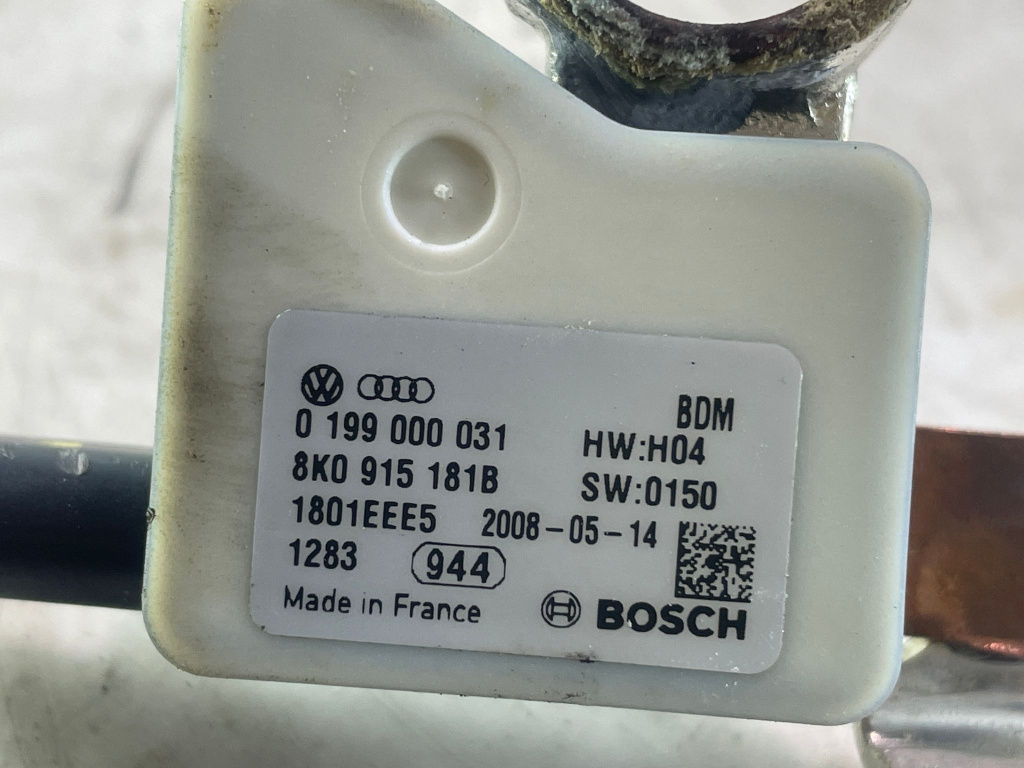 BDM
0 199 000 031 HW:H04
8K0 915 181B SW:0150
1801EEE5 2008-05-14
1283 944
Made in France BOSCH